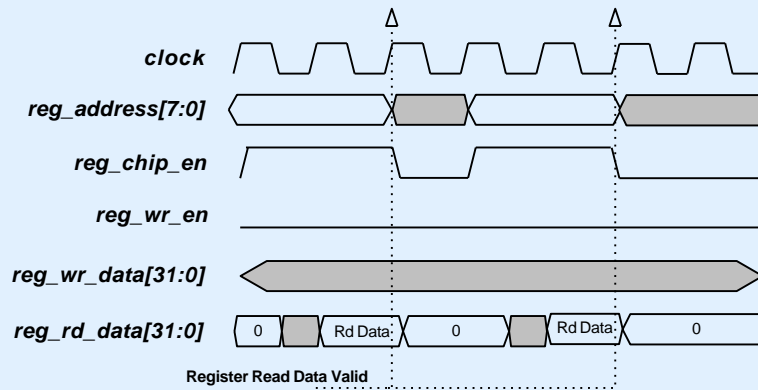 clock
reg_address[7:0]
reg_chip_en
reg_wr_en
reg_wr_data[31:0]
reg_rd_data[31:0] 0 Rd Data 0 Rd Data 0
Register Read Data Valid